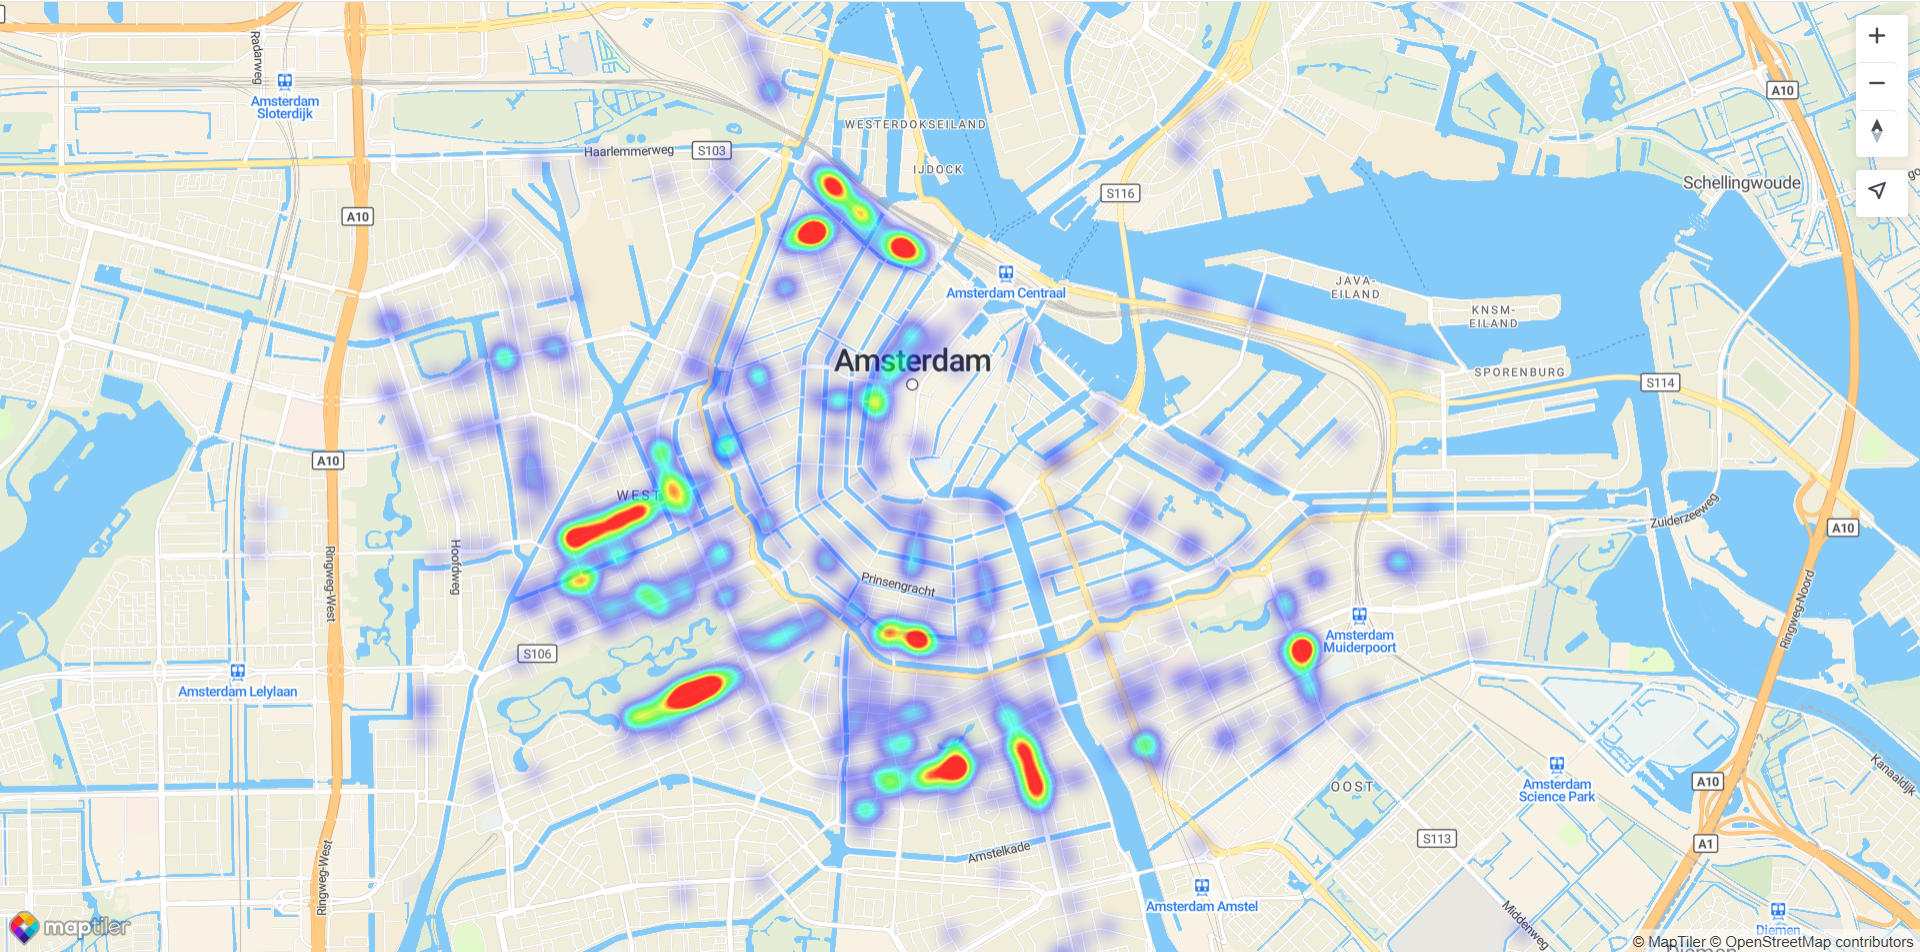 Radarweg
Amsterdam
Sloterdijk
A10
WESTERDOKSEILAND
Haarlemmerweg
S103
IJDOCK
S116
Schellingwoude
A10
Amsterdam Centraal
JAVA-
EILAND
KNSM-
EILAND
Amsterdam
SPORENBURG
S114
A10
WEST
Zuiderzeeweg
A10
Ringweg-West
Hoofdweg
Prinsengracht
Ringweg-Noord
Amsterdam
Muiderpoort
S106
Amsterdam Lelylaan
Amsterdam
Science Park
A10
Kanaaldijk
OOST
S113
A1
Amstelkade
Ringweg-West
Amsterdam Amstel
Middenweg
Diemen
maptiler
© MapTiler © OpenStreetMap contributors